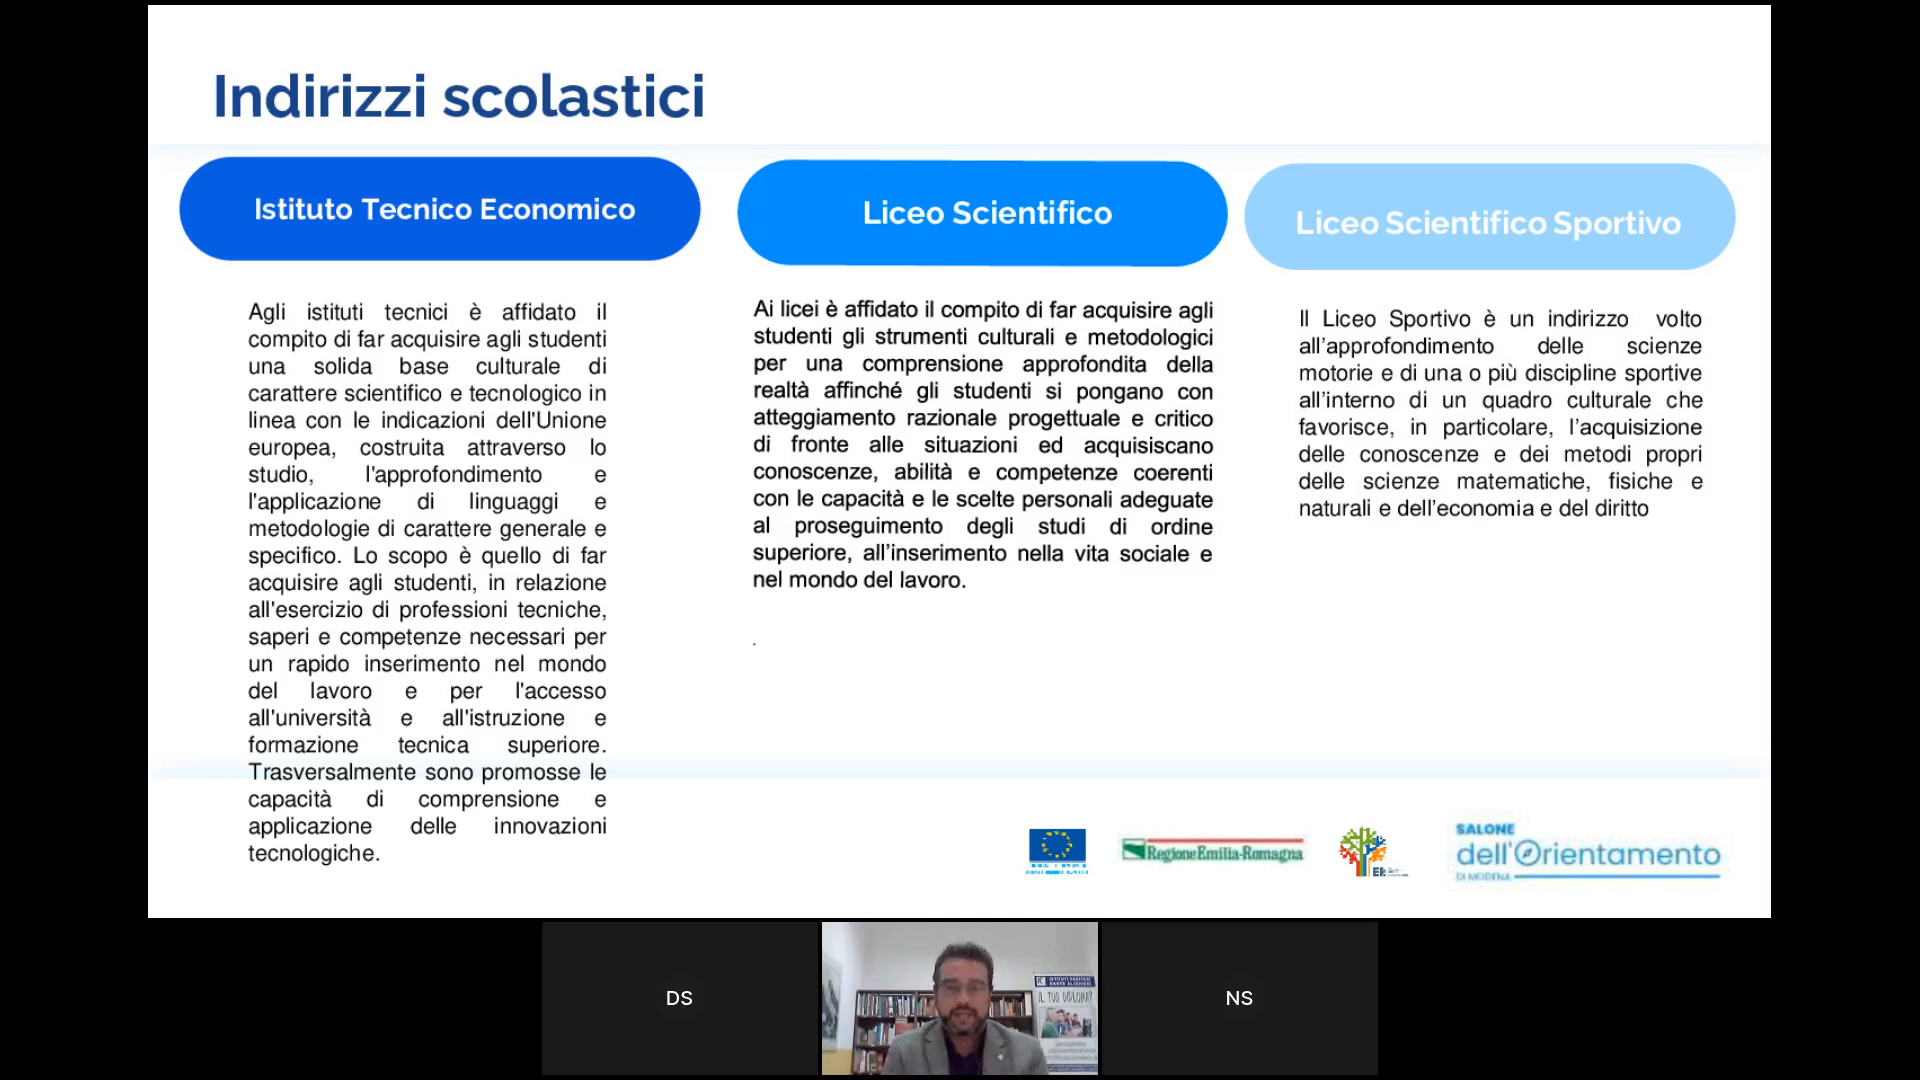 Indirizzi scolastici
Istituto Tecnico Economico
Agli istituti tecnici è affidato il
compito di far acquisire agli studenti
una solida base culturale di
carattere scientifico e tecnologico in
linea con le indicazioni dell'Unione
europea, costruita attraverso lo
studio, l'approfondimento e
l'applicazione di linguaggi e
metodologie di carattere generale e
specifico. Lo scopo è quello di far
acquisire agli studenti, in relazione
all'esercizio di professioni tecniche,
saperi e competenze necessari per
un rapido inserimento nel mondo
del lavoro e per l'accesso
all'università e all'istruzione e
formazione tecnica superiore.
Trasversalmente sono promosse le
capacità di comprensione e
applicazione delle innovazioni
tecnologiche.
Liceo Scientifico
Ai licei è affidato il compito di far acquisire agli
studenti gli strumenti culturali e metodologici
per una comprensione approfondita della
realtà affinché gli studenti si pongano con
atteggiamento razionale progettuale e critico
di fronte alle situazioni ed acquisiscano
conoscenze, abilità e competenze coerenti
con le capacità e le scelte personali adeguate
al proseguimento degli studi di ordine
superiore, all’inserimento nella vita sociale e
nel mondo del lavoro.
.
Liceo Scientifico Sportivo
Il Liceo Sportivo è un indirizzo volto
all’approfondimento delle scienze
motorie e di una o più discipline sportive
all’interno di un quadro culturale che
favorisce, in particolare, l’acquisizione
delle conoscenze e dei metodi propri
delle scienze matematiche, fisiche e
naturali e dell’economia e del diritto
RegioneEmilia-Romagna
ER
SALONE
dell'Orientamento
DI MODENA
DS
IL TUO DIPLOMA?
NS